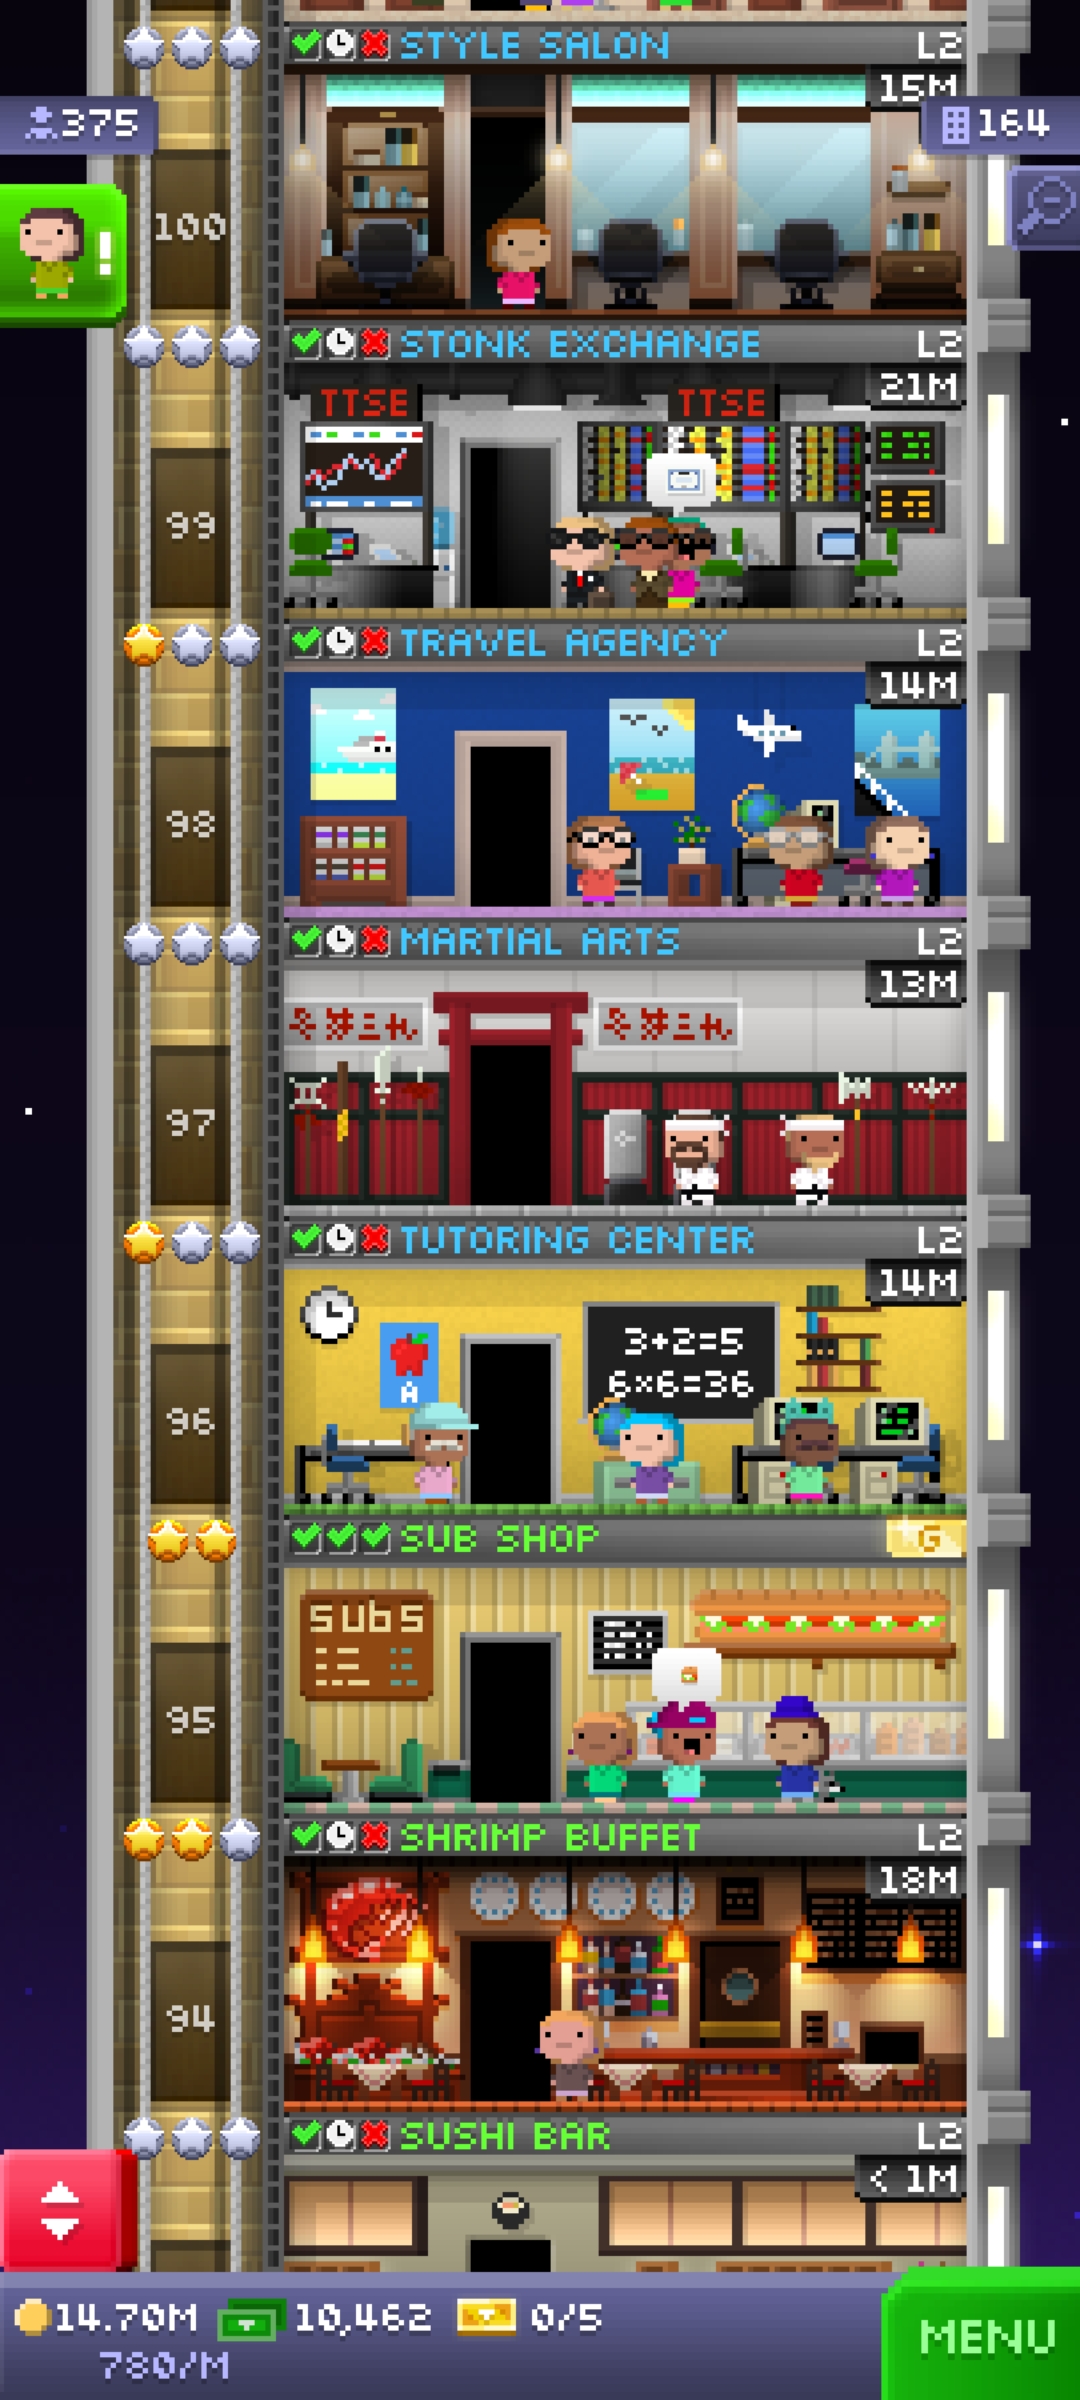 STYLE SALON L2
15M
375
164
!
100
STONK EXCHANGE L2
21M
TTSE TTSE
99
TRAVEL AGENCY L2
14M
98
MARTIAL ARTS L2
13M
97
TUTORING CENTER L2
14M
3+2=5
A
6×6=36
96
SUB SHOP G
SUBS
95
SHRIMP BUFFET L2
18M
94
SUSHI BAR L2
< 1M
14.70M 10,462 0/5
780/M
MENU